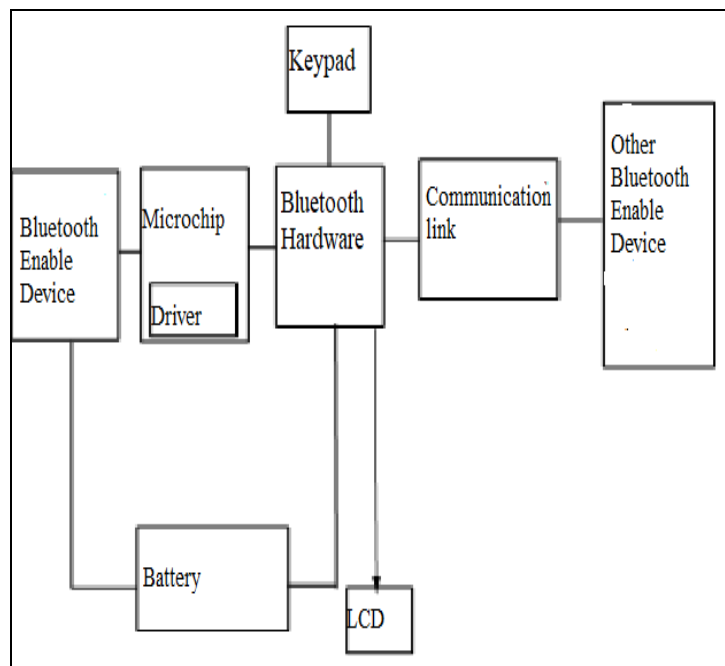 Keypad
Bluetooth
Enable
Device
Microchip
Driver
Bluetooth
Hardware
Communication
link
Other
Bluetooth
Enable
Device
Battery
LCD